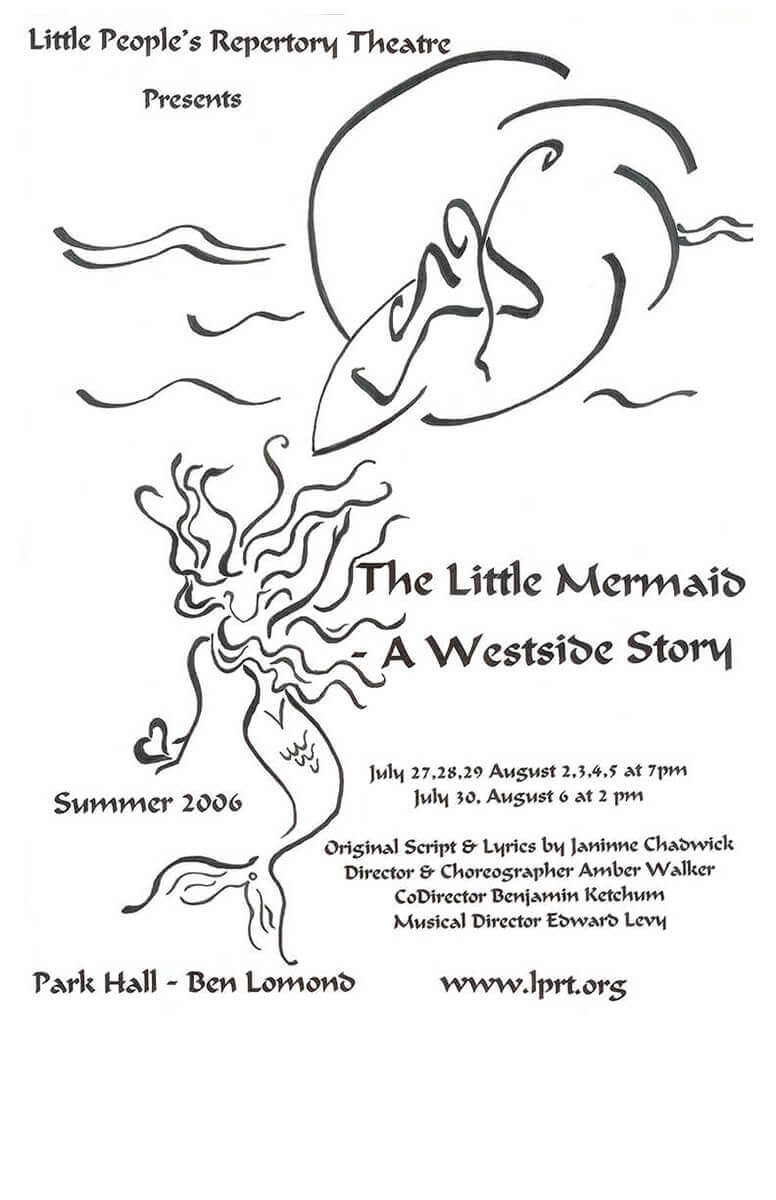 Little People's Repertory Theatre
Presents
The Little Mermaid
- A Westside Story
July 27,28,29 August 2,3,4,5 at 7pm
July 30, August 6 at 2 pm
Summer 2006
Original Script & Lyrics by Janinne Chadwick
Director & Choreographer Amber Walker
CoDirector Benjamin Ketchum
Musical Director Edward Levy
Park Hall - Ben Lomond
www.lprt.org